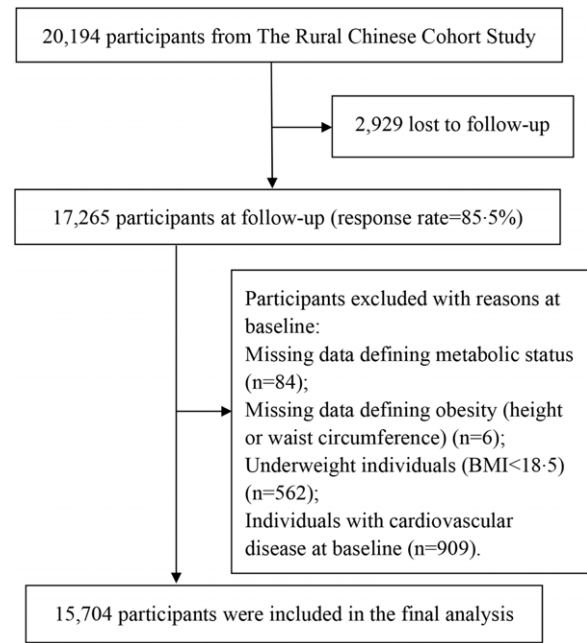 20,194 participants from The Rural Chinese Cohort Study
2,929 lost to follow-up
17,265 participants at follow-up (response rate=85·5%)
Participants excluded with reasons at
baseline:
Missing data defining metabolic status
(n=84);
Missing data defining obesity (height
or waist circumference) (n=6);
Underweight individuals (BMI<18·5)
(n=562);
Individuals with cardiovascular
disease at baseline (n=909).
15,704 participants were included in the final analysis